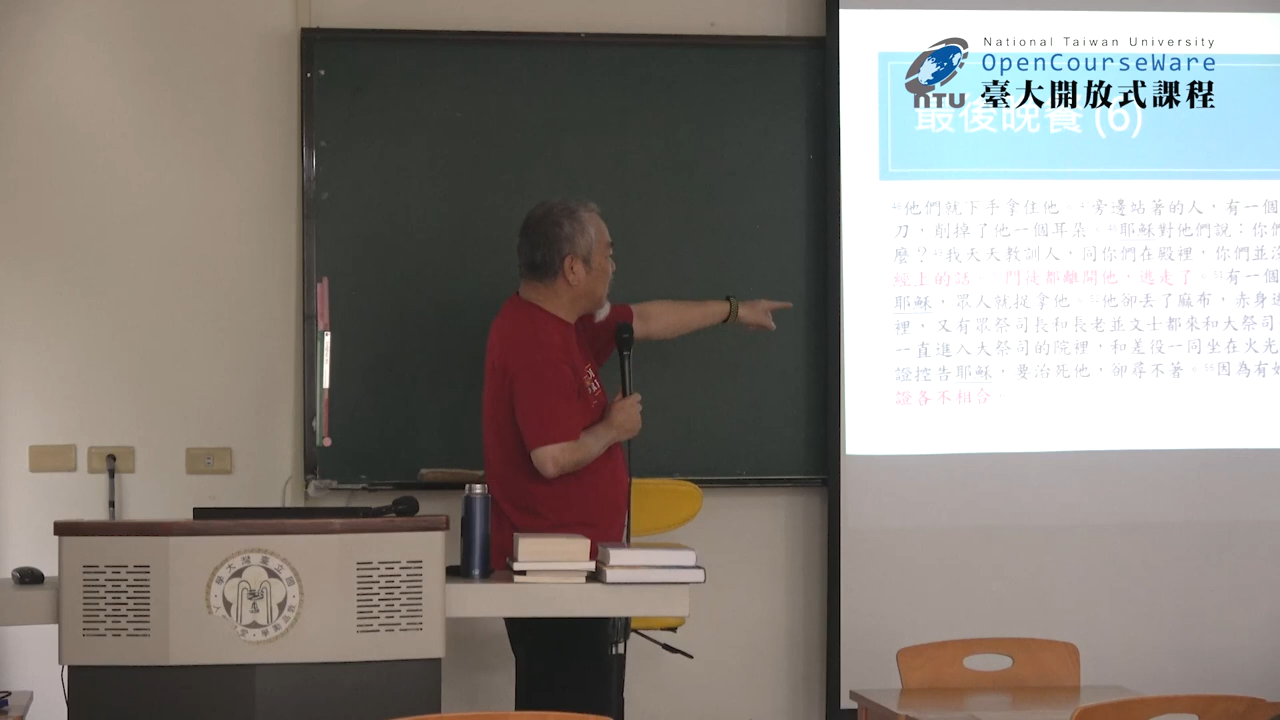 National Taiwan University
OpenCourseWare
NTU 臺大開放式課程
最後晚餐 (6)
他們就下手拿住他。旁邊站著的人，有一個
刀，削掉了他一個耳朵。耶穌對他們說：你們
麼？我天天教訓人，同你們在殿裡，你們並沒
經上的話。門徒都離開他，逃走了。有一個
耶穌，眾人就捉拿他。他卻丟了麻布，赤身逃
裡，又有眾祭司長和長老並文士都來和大祭司
一直進入大祭司的院裡，和差役一同坐在火光
證控告耶穌，要治死他，卻尋不著。55因為有好
證各不相合。